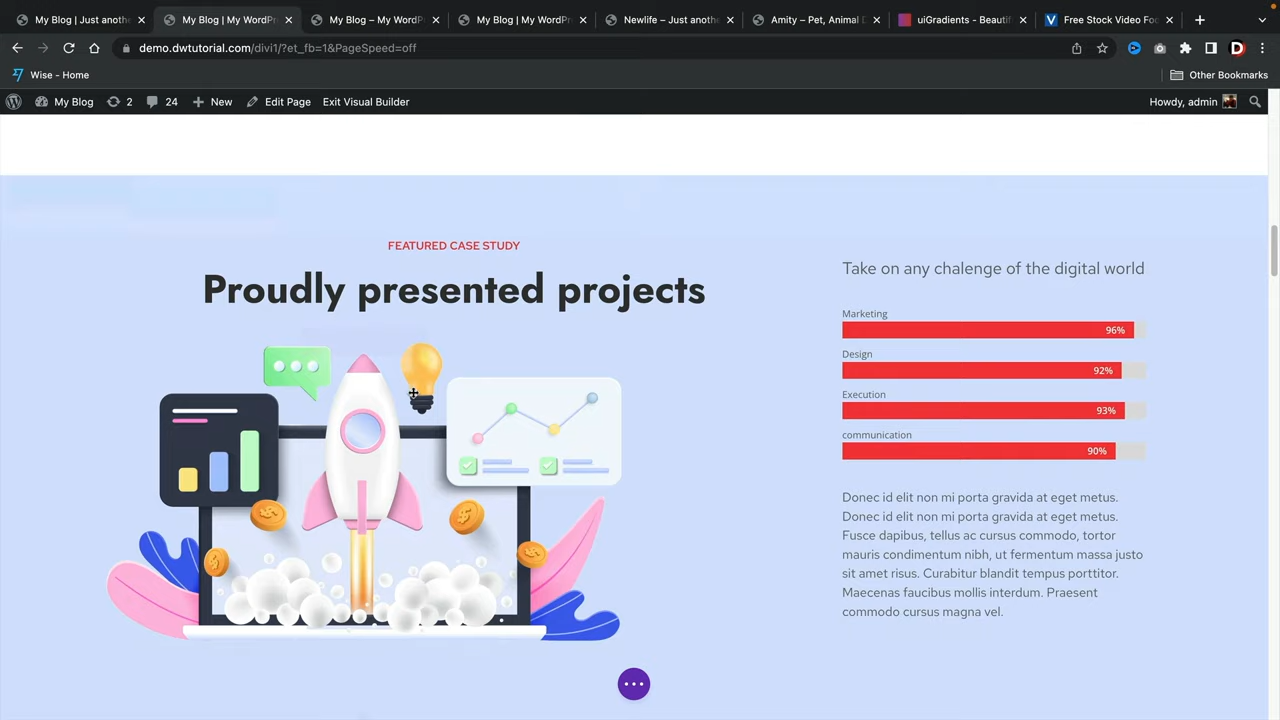 My Blog | Just anoth
My Blog | My WordPr
My Blog – My WordPr
My Blog | My WordPr
Newlife – Just anoth
Amity – Pet, Animal D
uiGradients - Beautif
Free Stock Video Foo
demo.dwtutorial.com/divi1/?et_fb=1&PageSpeed=off
D
Wise - Home
Other Bookmarks
My Blog
2
24
New
Edit Page
Exit Visual Builder
Howdy, admin
FEATURED CASE STUDY
Proudly presented projects
Take on any chalenge of the digital world
Marketing
96%
Design
92%
Execution
93%
communication
90%
Donec id elit non mi porta gravida at eget metus.
Donec id elit non mi porta gravida at eget metus.
Fusce dapibus, tellus ac cursus commodo, tortor
mauris condimentum nibh, ut fermentum massa justo
sit amet risus. Curabitur blandit tempus porttitor.
Maecenas faucibus mollis interdum. Praesent
commodo cursus magna vel.